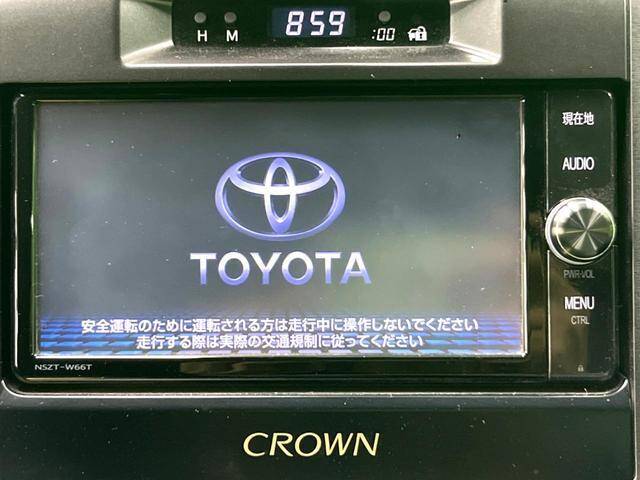 859
H M :00
現在地
AUDIO
TOYOTA
PWR·VOL
MENU
CTRL
安全運転のために運転される方は走行中に操作しないでください
走行する際は実際の交通規制に従ってください
NSZT-W66T
CROWN